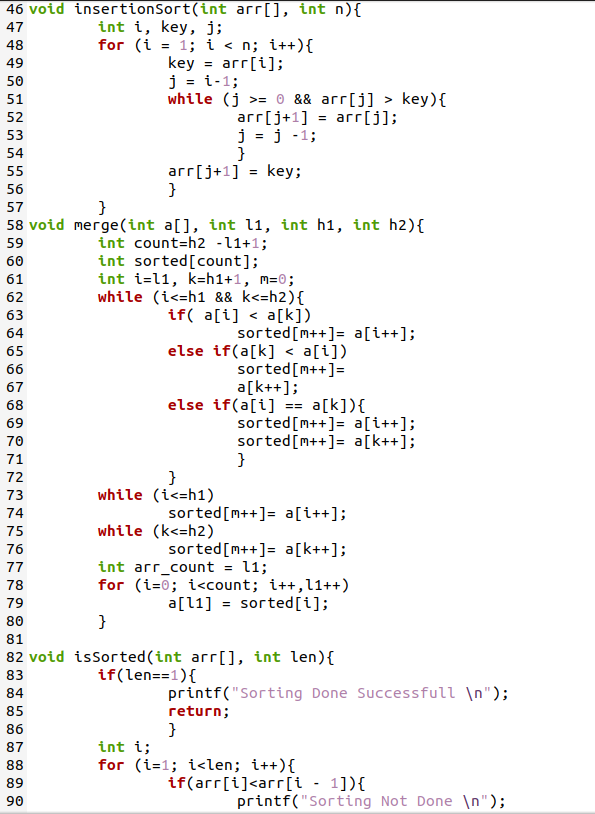 46 void insertionSort(int arr[], int n){
47 int i, key, j;
48 for (i = 1; i < n; i++){
49 key = arr[i];
50 j = i-1;
51 while (j >= 0 && arr[j] > key){
52 arr[j+1] = arr[j];
53 j = j -1;
54 }
55 arr[j+1] = key;
56 }
57 }
58 void merge(int a[], int l1, int h1, int h2){
59 int count=h2 -l1+1;
60 int sorted[count];
61 int i=l1, k=h1+1, m=0;
62 while (i<=h1 && k<=h2){
63 if( a[i] < a[k])
64 sorted[m++]= a[i++];
65 else if(a[k] < a[i])
66 sorted[m++]=
67 a[k++];
68 else if(a[i] == a[k]){
69 sorted[m++]= a[i++];
70 sorted[m++]= a[k++];
71 }
72 }
73 while (i<=h1)
74 sorted[m++]= a[i++];
75 while (k<=h2)
76 sorted[m++]= a[k++];
77 int arr_count = l1;
78 for (i=0; i<count; i++,l1++)
79 a[l1] = sorted[i];
80 }
81
82 void isSorted(int arr[], int len){
83 if(len==1){
84 printf("Sorting Done Successfull \n");
85 return;
86 }
87 int i;
88 for (i=1; i<len; i++){
89 if(arr[i]<arr[i - 1]){
90 printf("Sorting Not Done \n");